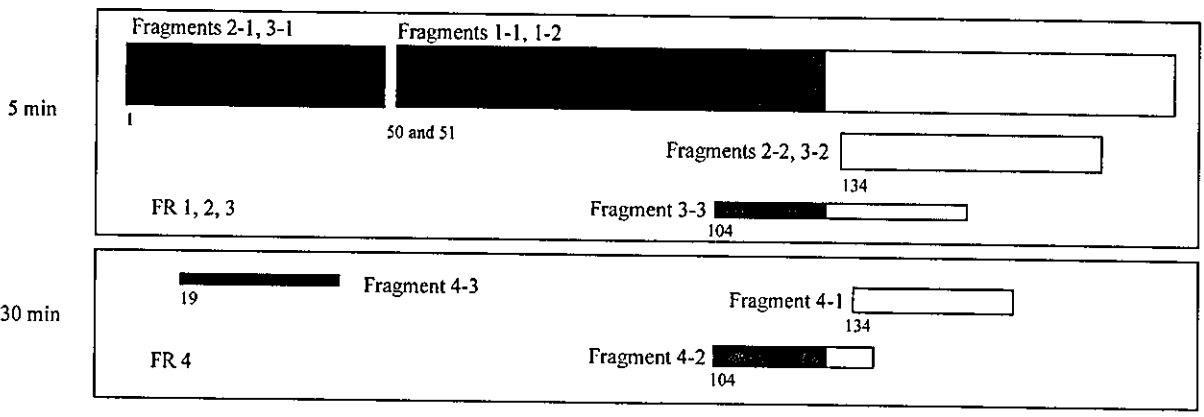 Fragments 2-1, 3-1
Fragments 1-1, 1-2
5 min
1
50 and 51
Fragments 2-2, 3-2
134
FR 1, 2, 3
Fragment 3-3
104
19
Fragment 4-3
Fragment 4-1
134
30 min
FR 4
Fragment 4-2
104